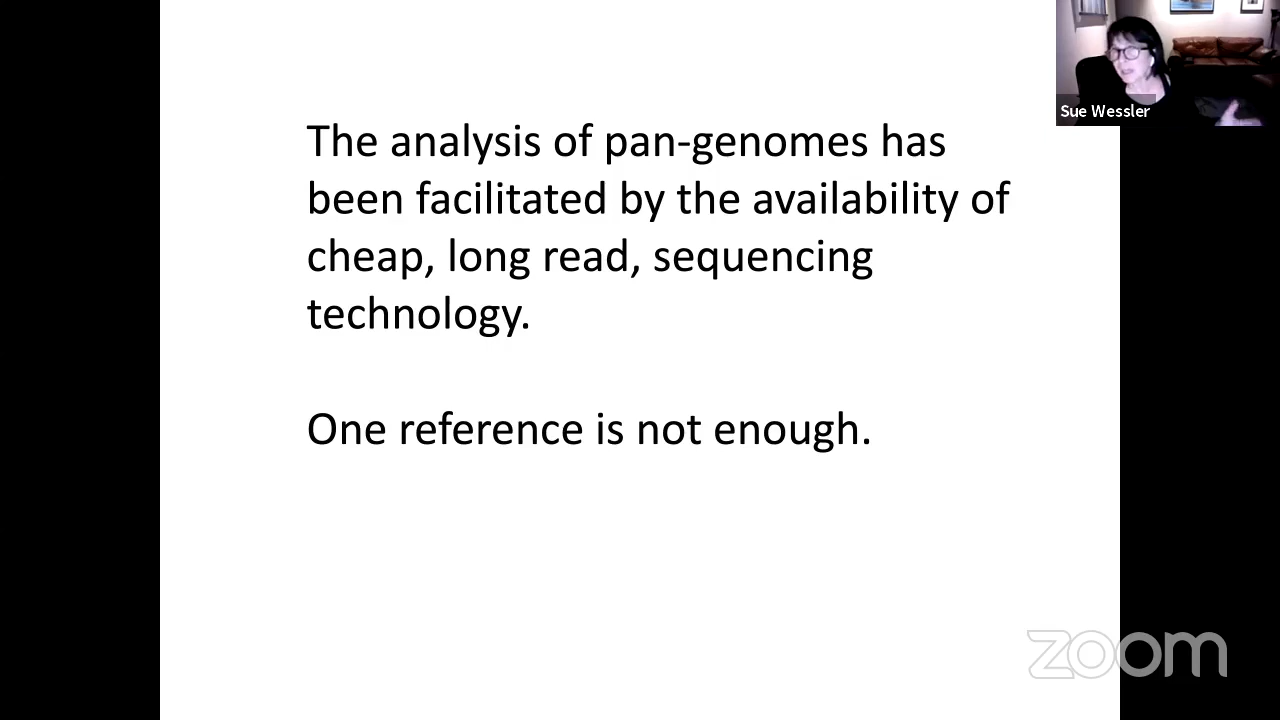 Sue Wessler
The analysis of pan-genomes has
been facilitated by the availability of
cheap, long read, sequencing
technology.
One reference is not enough.
zoom